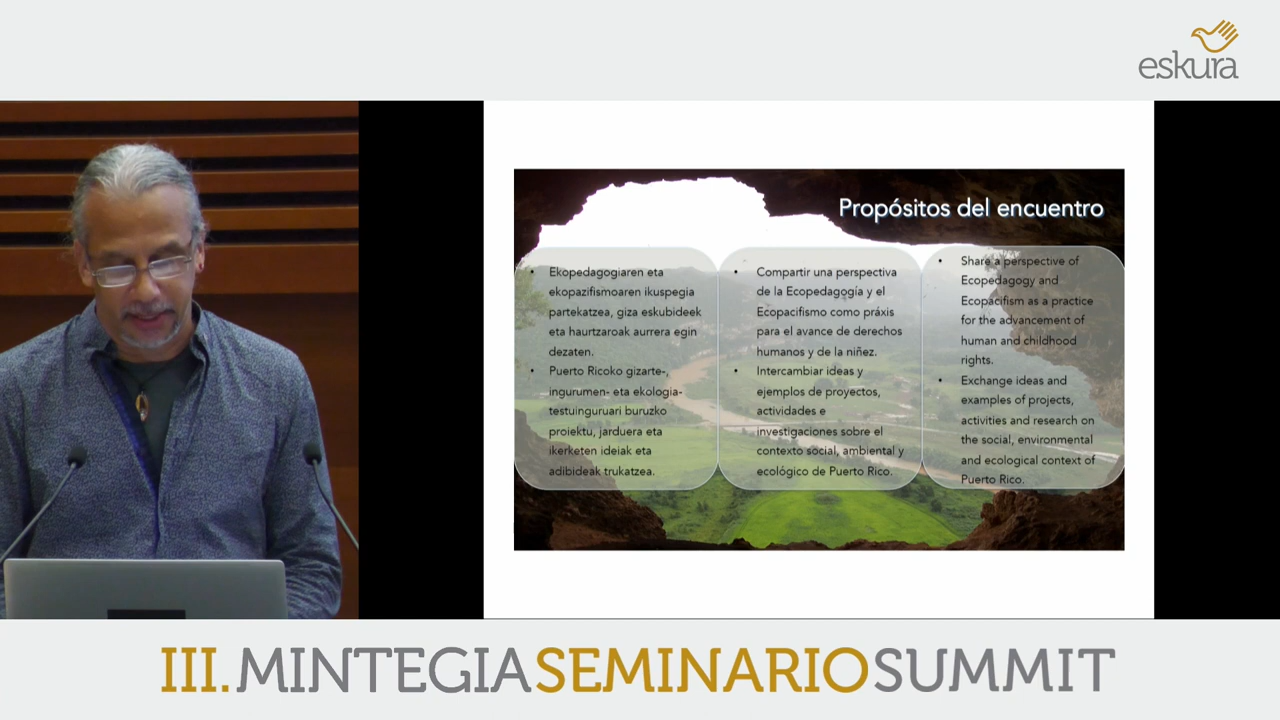 eskura
Propósitos del encuentro
• Ekopedagogiaren eta
ekopazifismoaren ikuspegia
partekatzea, giza eskubideek
eta haurtzaroak aurrera egin
dezaten.
• Puerto Ricoko gizarte-,
ingurumen- eta ekologia-
testuinguruari buruzko
proiektu, jarduera eta
ikerketen ideiak eta
adibideak trukatzea.
• Compartir una perspectiva
de la Ecopedagogía y el
Ecopacifismo como práxis
para el avance de derechos
humanos y de la niñez.
• Intercambiar ideas y
ejemplos de proyectos,
actividades e
investigaciones sobre el
contexto social, ambiental y
ecológico de Puerto Rico.
• Share a perspective of
Ecopedagogy and
Ecopacifism as a practice
for the advancement of
human and childhood
rights.
• Exchange ideas and
examples of projects,
activities and research on
the social, environmental
and ecological context of
Puerto Rico.
III. MINTEGIA SEMINARIO SUMMIT